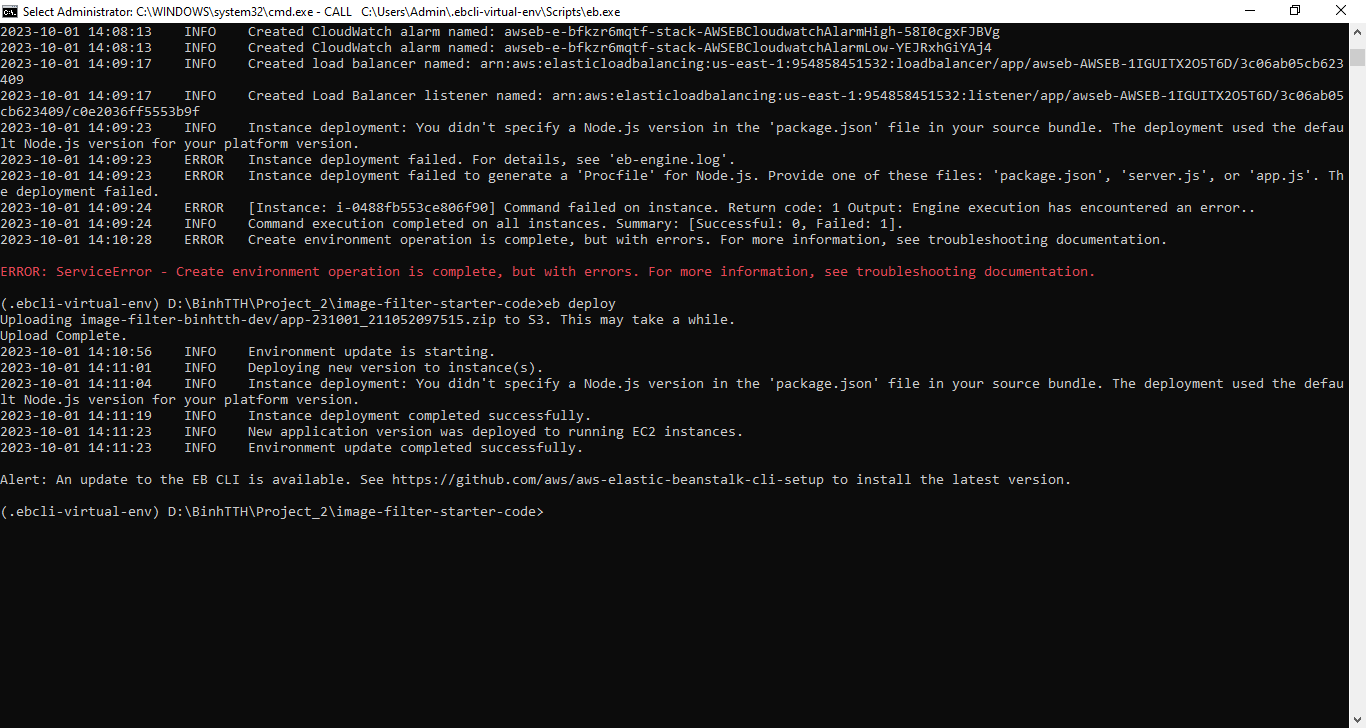 Select Administrator: C:\WINDOWS\system32\cmd.exe - CALL C:\Users\Admin\.ebcli-virtual-env\Scripts\eb.exe
2023-10-01 14:08:13    INFO    Created CloudWatch alarm named: awseb-e-bfkzr6mqtf-stack-AWSEBCloudwatchAlarmHigh-58I0cgxFJBVg
2023-10-01 14:08:13    INFO    Created CloudWatch alarm named: awseb-e-bfkzr6mqtf-stack-AWSEBCloudwatchAlarmLow-YEJRxhGiYAj4
2023-10-01 14:09:17    INFO    Created load balancer named: arn:aws:elasticloadbalancing:us-east-1:954858451532:loadbalancer/app/awseb-AWSEB-1IGUITX2O5T6D/3c06ab05cb623
409
2023-10-01 14:09:17    INFO    Created Load Balancer listener named: arn:aws:elasticloadbalancing:us-east-1:954858451532:listener/app/awseb-AWSEB-1IGUITX2O5T6D/3c06ab05
cb623409/c0e2036ff5553b9f
2023-10-01 14:09:23    INFO    Instance deployment: You didn't specify a Node.js version in the 'package.json' file in your source bundle. The deployment used the defau
lt Node.js version for your platform version.
2023-10-01 14:09:23    ERROR   Instance deployment failed. For details, see 'eb-engine.log'.
2023-10-01 14:09:23    ERROR   Instance deployment failed to generate a 'Procfile' for Node.js. Provide one of these files: 'package.json', 'server.js', or 'app.js'. Th
e deployment failed.
2023-10-01 14:09:24    ERROR   [Instance: i-0488fb553ce806f90] Command failed on instance. Return code: 1 Output: Engine execution has encountered an error..
2023-10-01 14:09:24    INFO    Command execution completed on all instances. Summary: [Successful: 0, Failed: 1].
2023-10-01 14:10:28    ERROR   Create environment operation is complete, but with errors. For more information, see troubleshooting documentation.
ERROR: ServiceError - Create environment operation is complete, but with errors. For more information, see troubleshooting documentation.
(.ebcli-virtual-env) D:\BinhTTH\Project_2\image-filter-starter-code>eb deploy
Uploading image-filter-binhtth-dev/app-231001_211052097515.zip to S3. This may take a while.
Upload Complete.
2023-10-01 14:10:56    INFO    Environment update is starting.
2023-10-01 14:11:01    INFO    Deploying new version to instance(s).
2023-10-01 14:11:04    INFO    Instance deployment: You didn't specify a Node.js version in the 'package.json' file in your source bundle. The deployment used the defau
lt Node.js version for your platform version.
2023-10-01 14:11:19    INFO    Instance deployment completed successfully.
2023-10-01 14:11:23    INFO    New application version was deployed to running EC2 instances.
2023-10-01 14:11:23    INFO    Environment update completed successfully.
Alert: An update to the EB CLI is available. See https://github.com/aws/aws-elastic-beanstalk-cli-setup to install the latest version.
(.ebcli-virtual-env) D:\BinhTTH\Project_2\image-filter-starter-code>